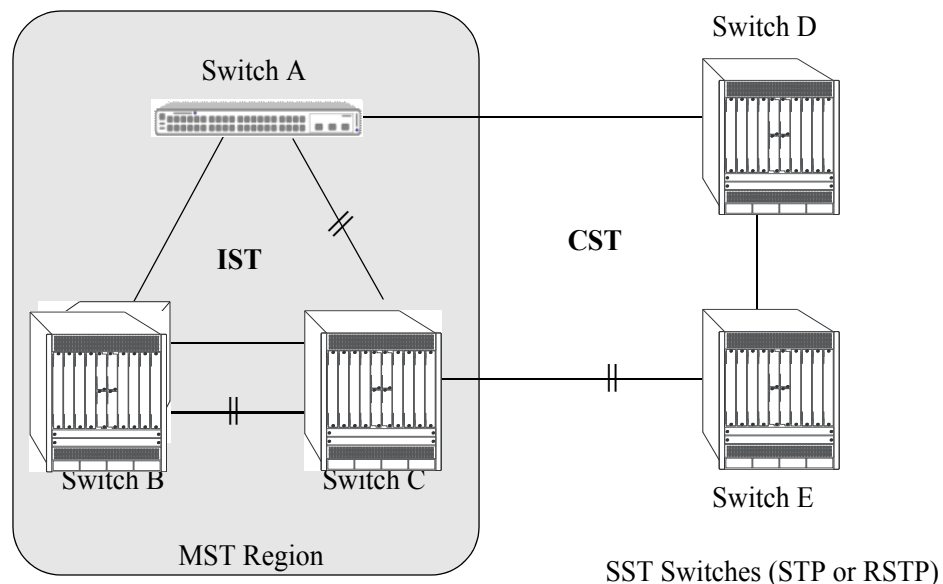 Switch D
Switch A
IST
CST
Switch B
Switch C
Switch E
MST Region
SST Switches (STP or RSTP)